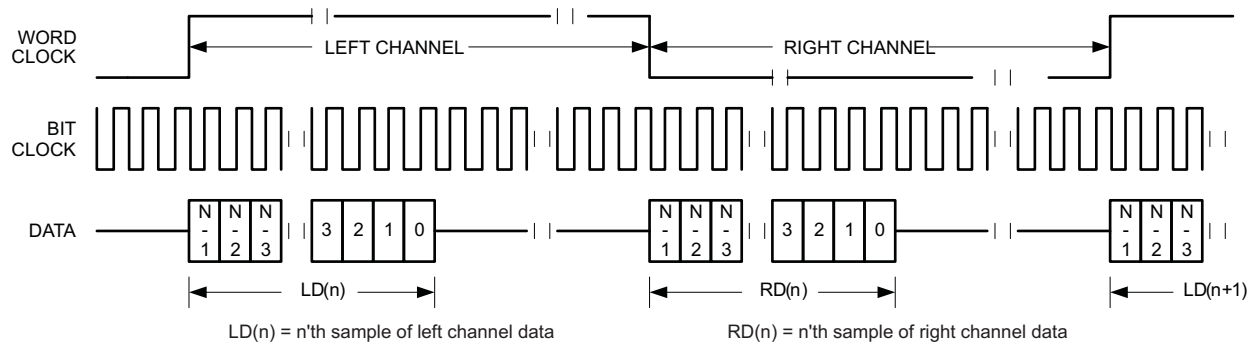 WORD
CLOCK
LEFT CHANNEL
RIGHT CHANNEL
BIT
CLOCK
DATA
N
-
1
N
-
2
N
-
3
3
2
1
0
N
-
1
N
-
2
N
-
3
3
2
1
0
N
-
1
N
-
2
N
-
3
LD(n)
RD(n)
LD(n+1)
LD(n) = n'th sample of left channel data
RD(n) = n'th sample of right channel data